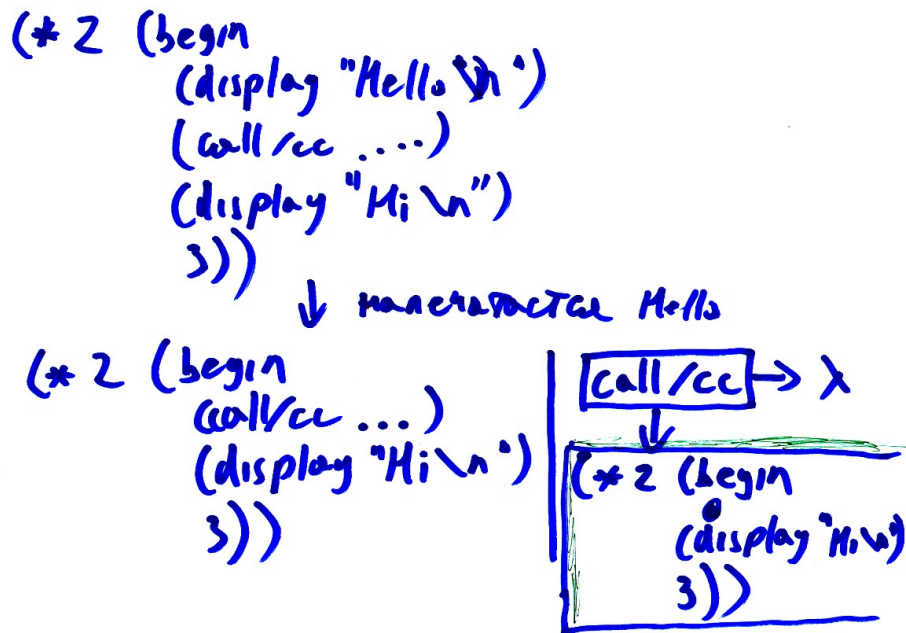 (* 2 (begin
(display "Hello \n")
(call/cc ....)
(display "Hi \n")
3))
↓ напечатается Hello
(* 2 (begin
(call/cc ...)
(display "Hi \n")
3))
call/cc → λ
(* 2 (begin
(display "Hi \n")
3))